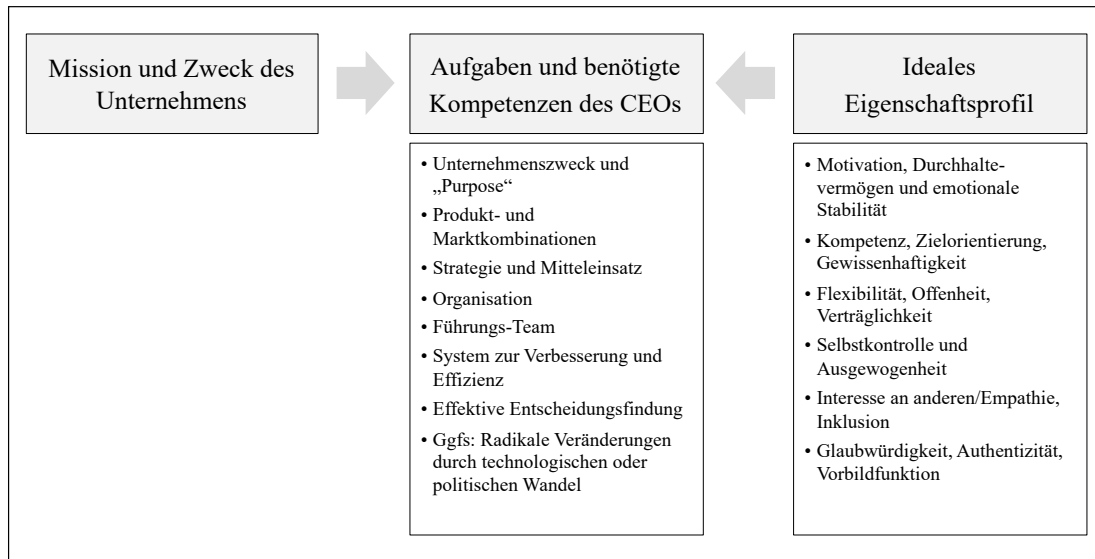 Mission und Zweck des
Unternehmens
Aufgaben und benötigte
Kompetenzen des CEOs
Ideales
Eigenschaftsprofil
• Unternehmenszweck und
„Purpose“
• Produkt- und
Marktkombinationen
• Strategie und Mitteleinsatz
• Organisation
• Führungs-Team
• System zur Verbesserung und
Effizienz
• Effektive Entscheidungsfindung
• Ggfs: Radikale Veränderungen
durch technologischen oder
politischen Wandel
• Motivation, Durchhalte-
vermögen und emotionale
Stabilität
• Kompetenz, Zielorientierung,
Gewissenhaftigkeit
• Flexibilität, Offenheit,
Verträglichkeit
• Selbstkontrolle und
Ausgewogenheit
• Interesse an anderen/Empathie,
Inklusion
• Glaubwürdigkeit, Authentizität,
Vorbildfunktion